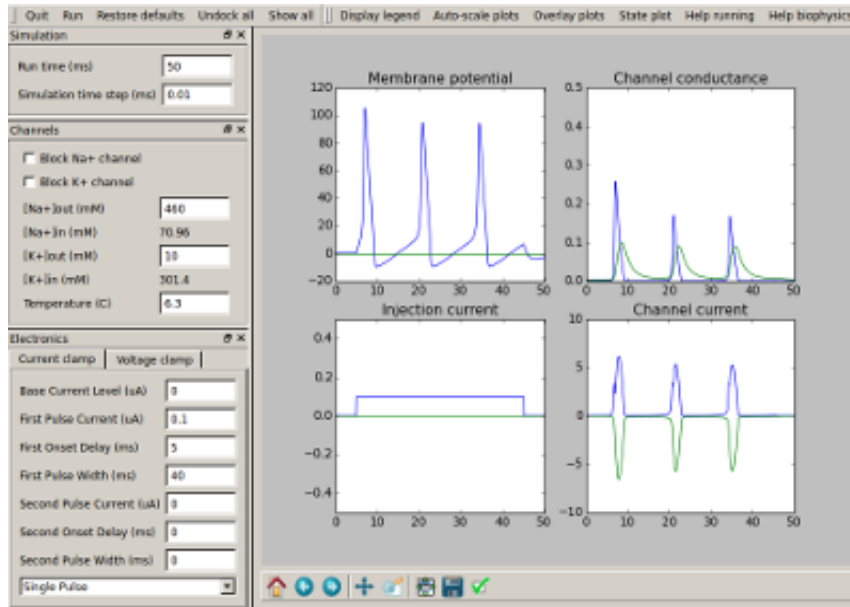 Quit Run Restore defaults Undock all Show all Display legend Auto-scale plots Overlay plots State plot Help running Help biophysics
Simulation
Run time (ms) 50
Simulation time step (ms) 0.01
Channels
Block Na+ channel
Block K+ channel
[Na+]out (mM) 460
[Na+]in (mM) 70.96
[K+]out (mM) 10
[K+]in (mM) 301.4
Temperature (C) 6.3
Electronics
Current clamp Voltage clamp
Base Current Level (uA) 0
First Pulse Current (uA) 0.1
First Onset Delay (ms) 5
First Pulse Width (ms) 40
Second Pulse Current (uA) 0
Second Onset Delay (ms) 0
Second Pulse Width (ms) 0
Single Pulse
Membrane potential
120
100
80
60
40
20
0
−20
0 10 20 30 40 50
Channel conductance
0.5
0.4
0.3
0.2
0.1
0.0
0 10 20 30 40 50
Injection current
0.4
0.2
0.0
−0.2
−0.4
0 10 20 30 40 50
Channel current
10
5
0
−5
−10
0 10 20 30 40 50